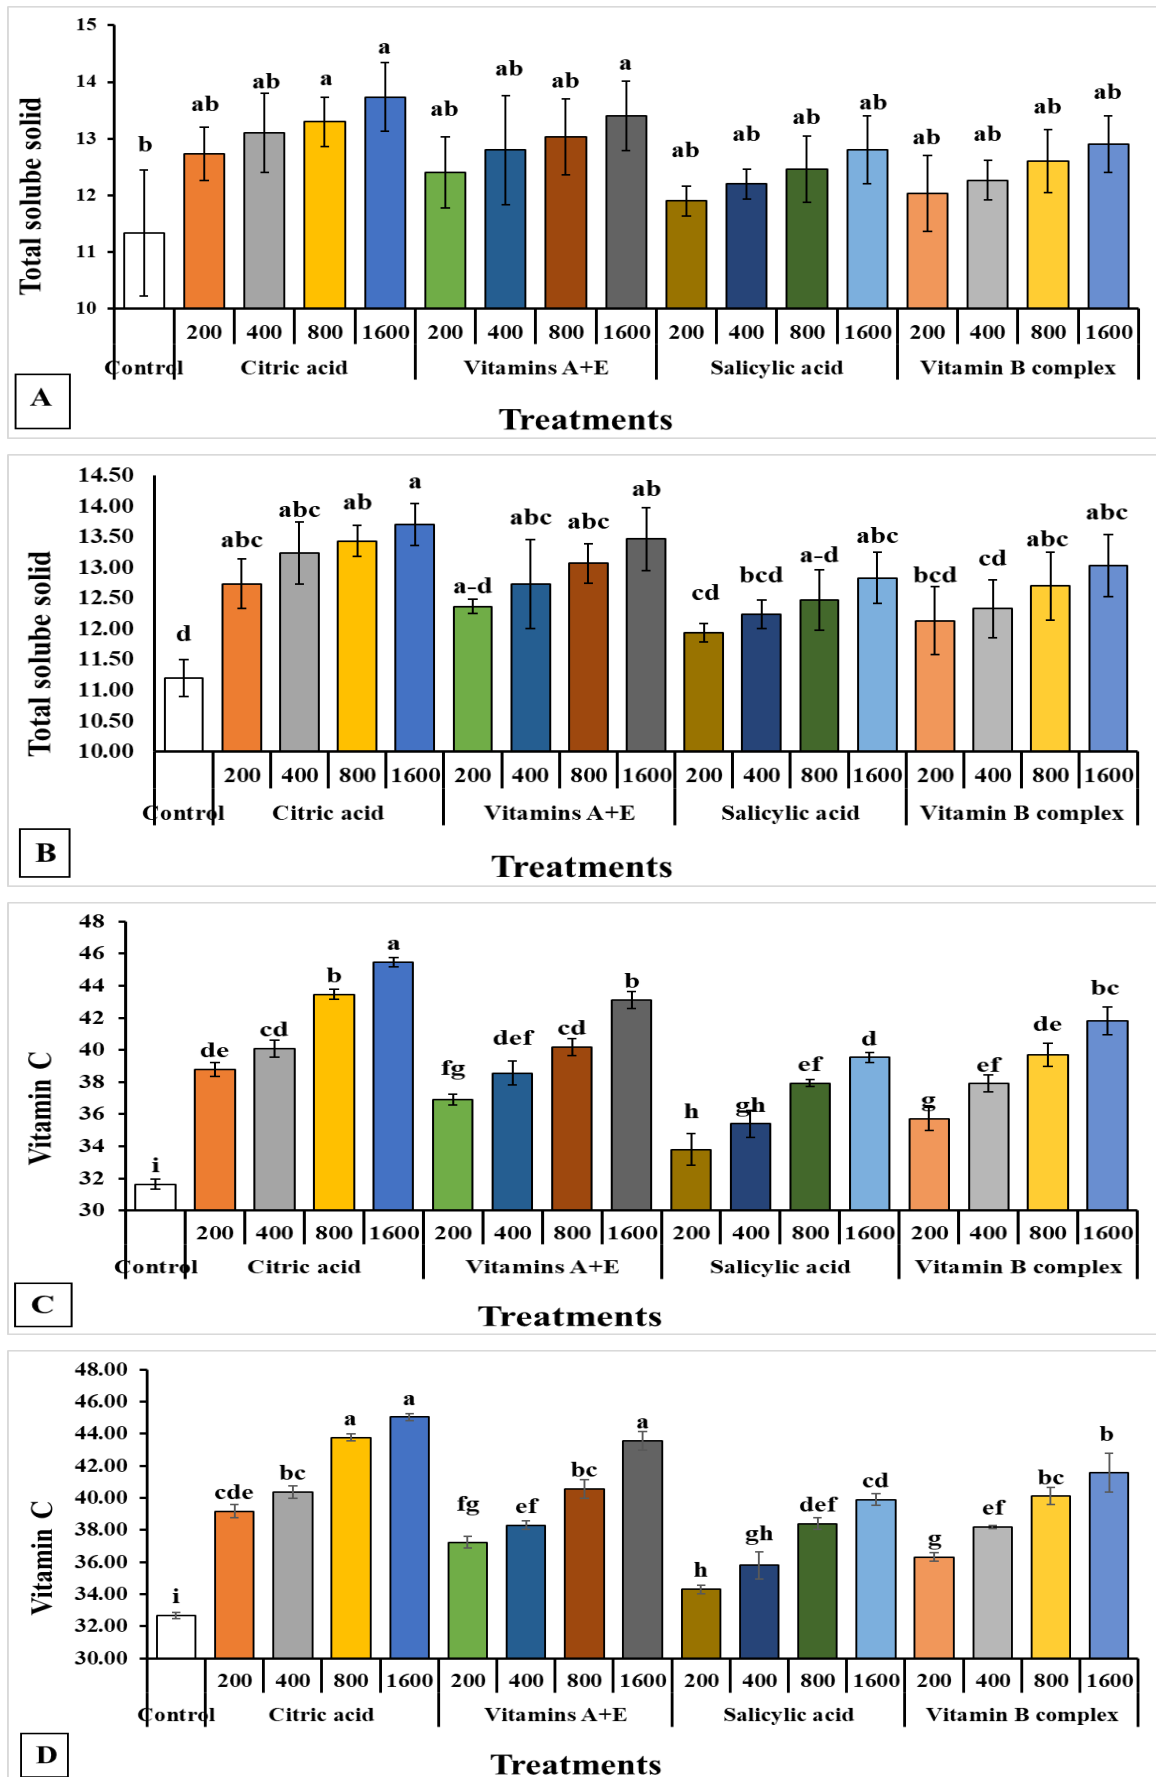 Total solube solid
15
14
13
12
11
10
b ab ab a a ab ab ab a ab ab ab ab ab ab ab ab
200 400 800 1600 200 400 800 1600 200 400 800 1600 200 400 800 1600
Control Citric acid Vitamins A+E Salicylic acid Vitamin B complex
A
Treatments
Total solube solid
14.50
14.00
13.50
13.00
12.50
12.00
11.50
11.00
10.50
10.00
d abc abc ab a a-d abc abc ab cd bcd a-d abc bcd cd abc abc
200 400 800 1600 200 400 800 1600 200 400 800 1600 200 400 800 1600
Control Citric acid Vitamins A+E Salicylic acid Vitamin B complex
B
Treatments
Vitamin C
48
46
44
42
40
38
36
34
32
30
i de cd b a fg def cd b h gh ef d g ef de bc
200 400 800 1600 200 400 800 1600 200 400 800 1600 200 400 800 1600
Control Citric acid Vitamins A+E Salicylic acid Vitamin B complex
C
Treatments
Vitamin C
48.00
46.00
44.00
42.00
40.00
38.00
36.00
34.00
32.00
30.00
i cde bc a a fg ef bc a h gh def cd g ef bc b
200 400 800 1600 200 400 800 1600 200 400 800 1600 200 400 800 1600
Control Citric acid Vitamins A+E Salicylic acid Vitamin B complex
D
Treatments